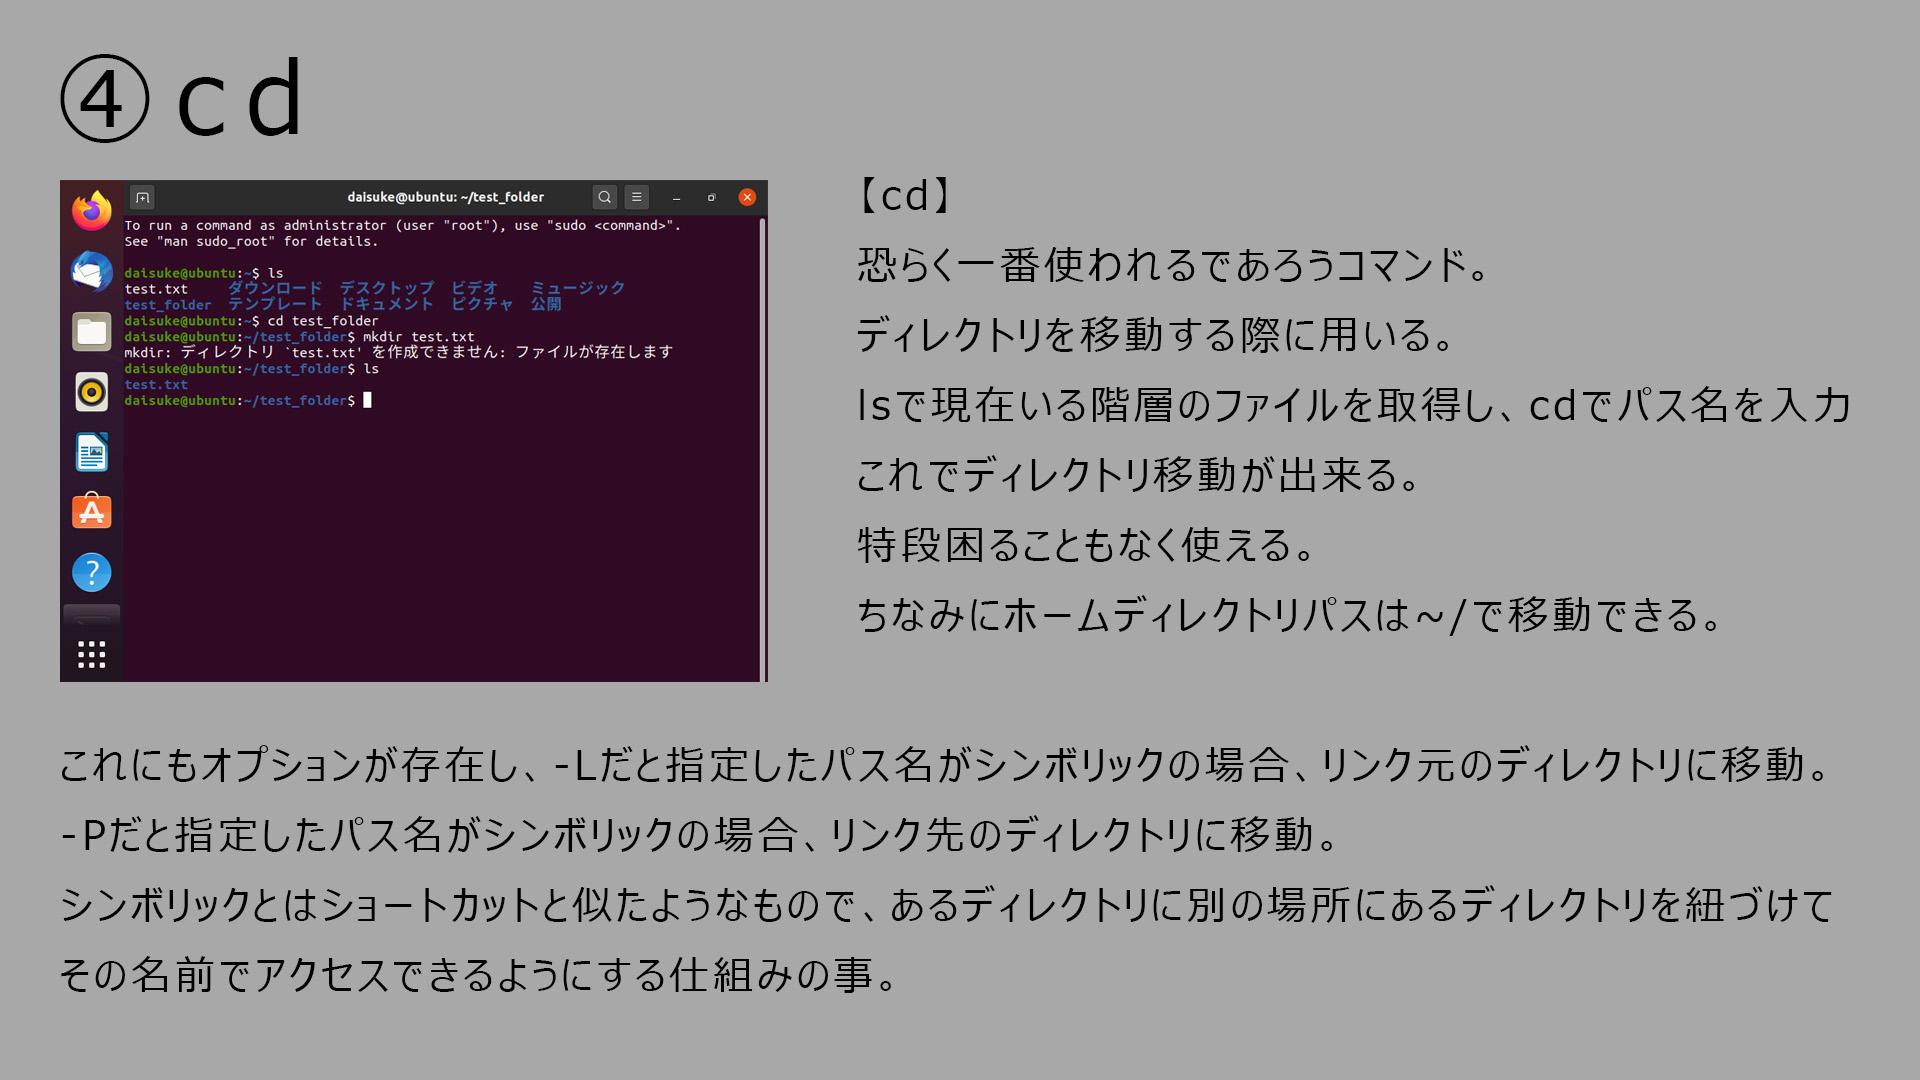 ④cd
daisuke@ubuntu: ~/test_folder
To run a command as administrator (user "root"), use "sudo <command>".
See "man sudo_root" for details.
daisuke@ubuntu:~$ ls
test.txt ダウンロード デスクトップ ビデオ ミュージック
test_folder テンプレート ドキュメント ピクチャ 公開
daisuke@ubuntu:~$ cd test_folder
daisuke@ubuntu:~/test_folder$ mkdir test.txt
mkdir: ディレクトリ `test.txt' を作成できません: ファイルが存在します
daisuke@ubuntu:~/test_folder$ ls
test.txt
daisuke@ubuntu:~/test_folder$
【cd】
恐らく一番使われるであろうコマンド。
ディレクトリを移動する際に用いる。
lsで現在いる階層のファイルを取得し、cdでパス名を入力
これでディレクトリ移動が出来る。
特段困ることもなく使える。
ちなみにホームディレクトリパスは~/で移動できる。
これにもオプションが存在し、-Lだと指定したパス名がシンボリックの場合、リンク元のディレクトリに移動。
-Pだと指定したパス名がシンボリックの場合、リンク先のディレクトリに移動。
シンボリックとはショートカットと似たようなもので、あるディレクトリに別の場所にあるディレクトリを紐づけて
その名前でアクセスできるようにする仕組みの事。